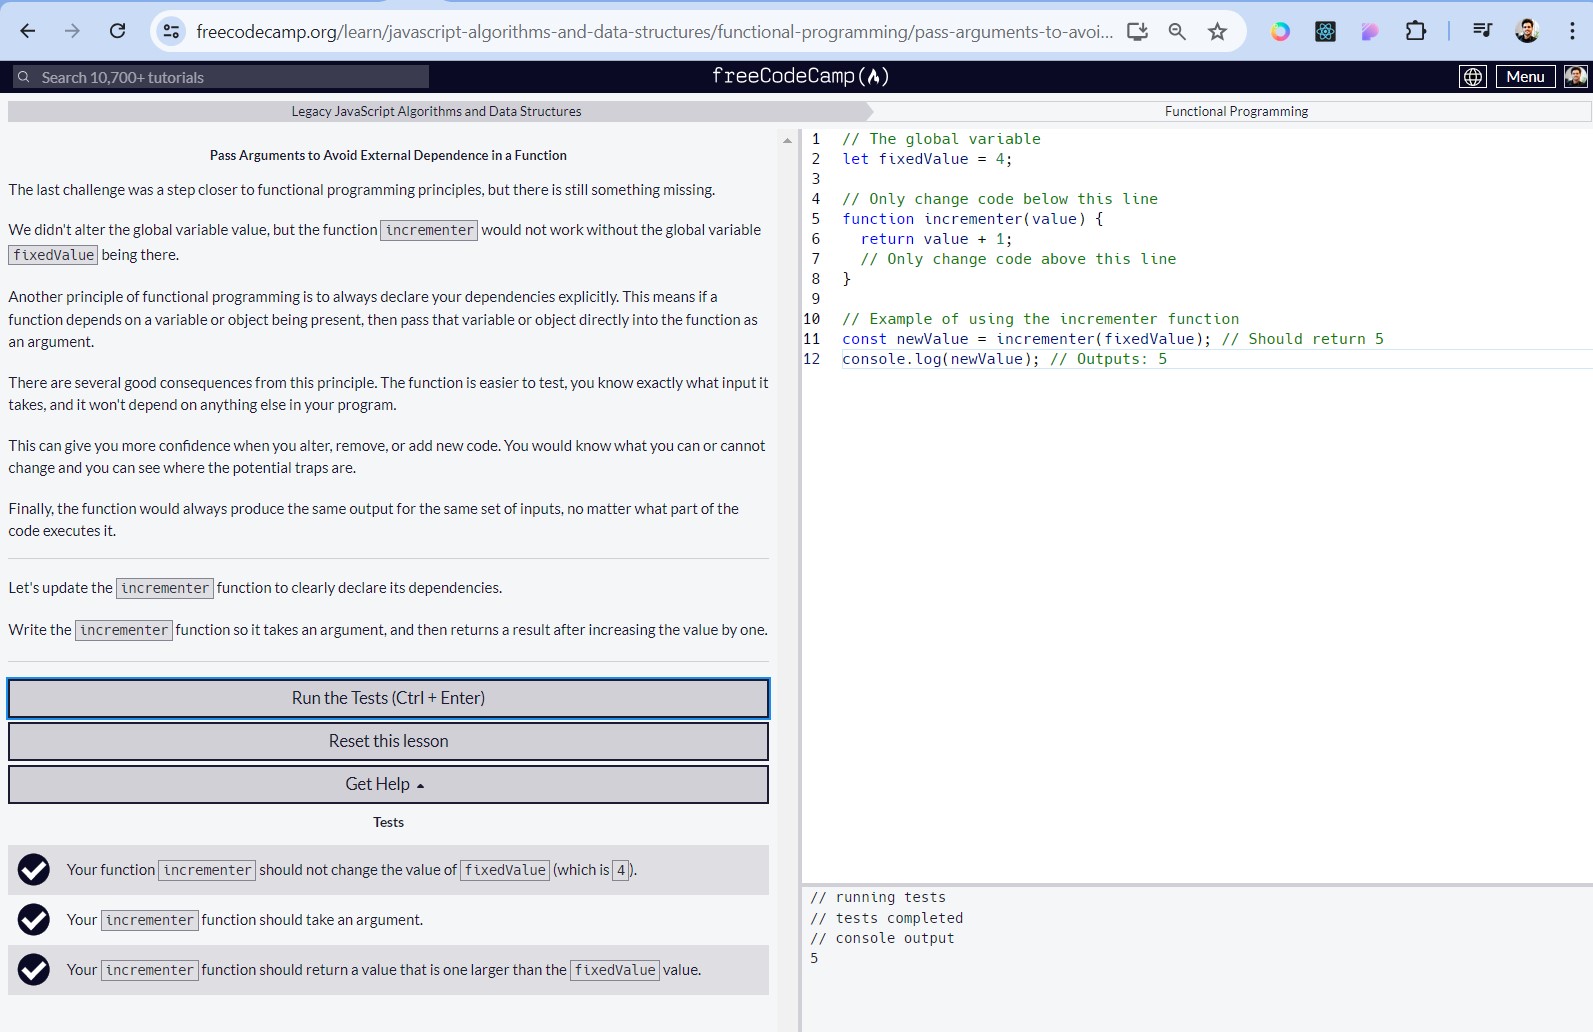 freecodecamp.org/learn/javascript-algorithms-and-data-structures/functional-programming/pass-arguments-to-avoi...
Search 10,700+ tutorials
freeCodeCamp
Menu
Legacy JavaScript Algorithms and Data Structures
Functional Programming
Pass Arguments to Avoid External Dependence in a Function
The last challenge was a step closer to functional programming principles, but there is still something missing.
We didn't alter the global variable value, but the function incrementer would not work without the global variable
fixedValue being there.
Another principle of functional programming is to always declare your dependencies explicitly. This means if a
function depends on a variable or object being present, then pass that variable or object directly into the function as
an argument.
There are several good consequences from this principle. The function is easier to test, you know exactly what input it
takes, and it won't depend on anything else in your program.
This can give you more confidence when you alter, remove, or add new code. You would know what you can or cannot
change and you can see where the potential traps are.
Finally, the function would always produce the same output for the same set of inputs, no matter what part of the
code executes it.
Let's update the incrementer function to clearly declare its dependencies.
Write the incrementer function so it takes an argument, and then returns a result after increasing the value by one.
Run the Tests (Ctrl + Enter)
Reset this lesson
Get Help
Tests
Your function incrementer should not change the value of fixedValue (which is 4).
Your incrementer function should take an argument.
Your incrementer function should return a value that is one larger than the fixedValue value.
1 // The global variable
2 let fixedValue = 4;
3
4 // Only change code below this line
5 function incrementer(value) {
6 return value + 1;
7 // Only change code above this line
8 }
9
10 // Example of using the incrementer function
11 const newValue = incrementer(fixedValue); // Should return 5
12 console.log(newValue); // Outputs: 5
// running tests
// tests completed
// console output
5